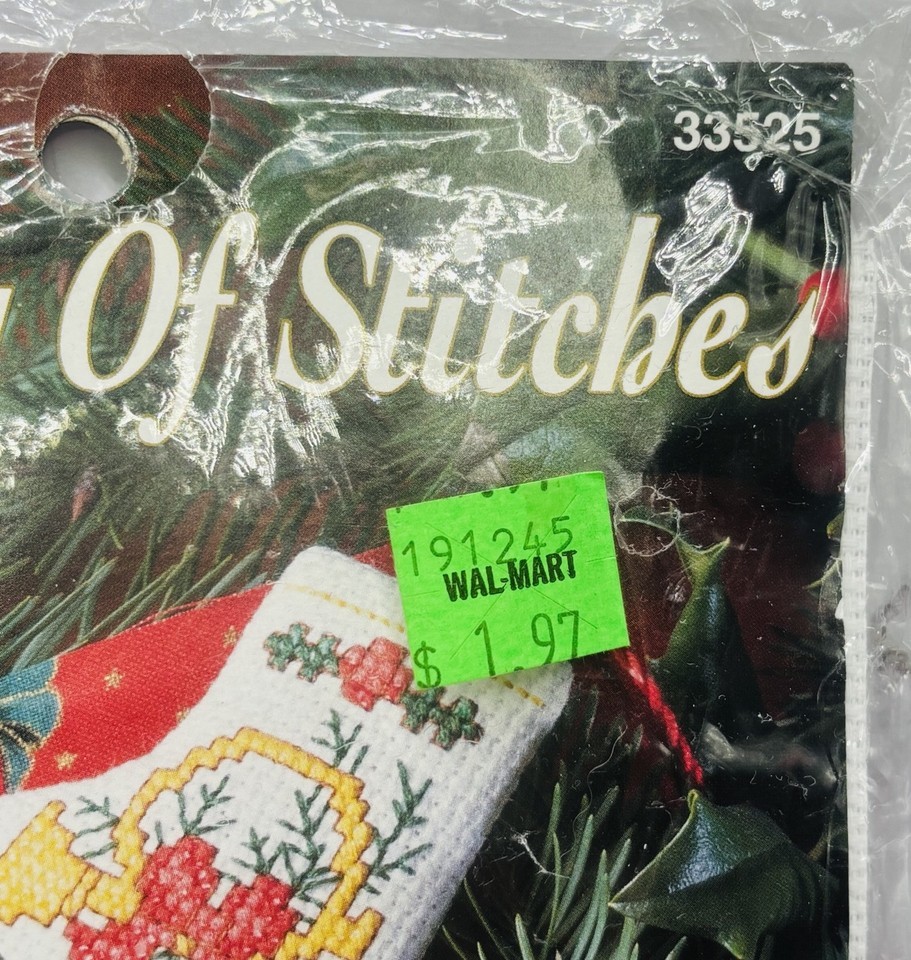 33525
Of Stitches
191245
WAL-MART
$ 1.97